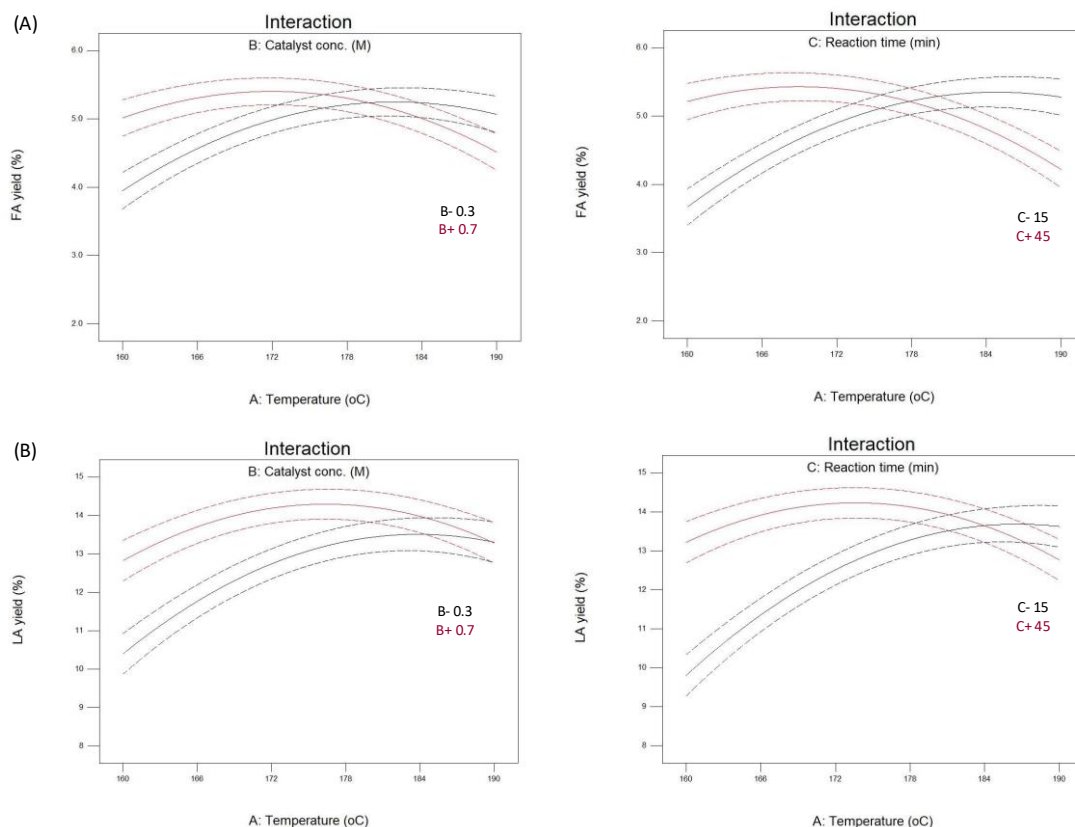 (A)
Interaction
B: Catalyst conc. (M)
6.0
5.0
4.0
3.0
2.0
FA yield (%)
B- 0.3
B+ 0.7
160
166
172
178
184
190
A: Temperature (oC)
Interaction
C: Reaction time (min)
6.0
5.0
4.0
3.0
2.0
FA yield (%)
C- 15
C+ 45
160
166
172
178
184
190
A: Temperature (oC)
(B)
Interaction
B: Catalyst conc. (M)
15
14
13
12
11
10
9
8
LA yield (%)
B- 0.3
B+ 0.7
160
166
172
178
184
190
A: Temperature (oC)
Interaction
C: Reaction time (min)
15
14
13
12
11
10
9
8
LA yield (%)
C- 15
C+ 45
160
166
172
178
184
190
A: Temperature (oC)